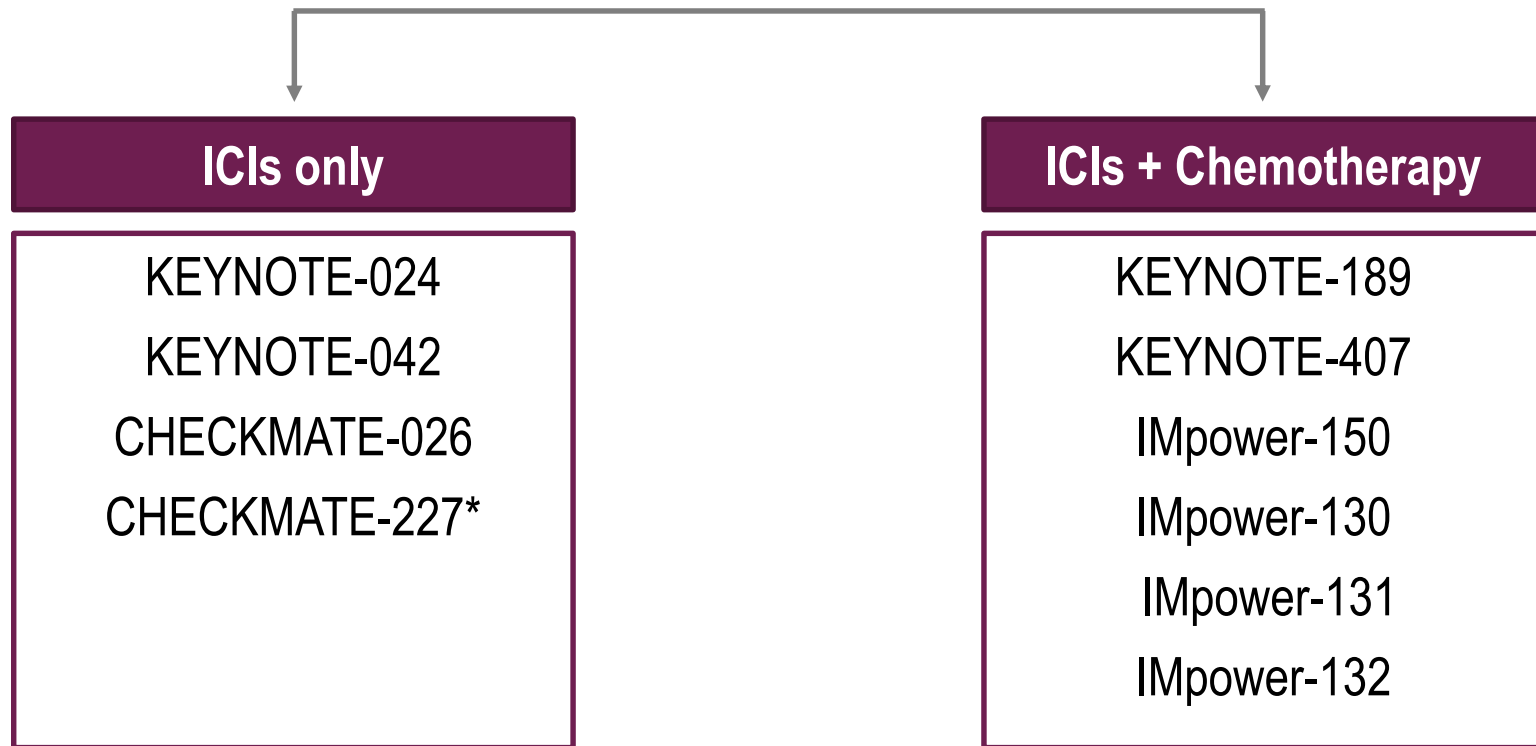 ICIs only
KEYNOTE-024
KEYNOTE-042
CHECKMATE-026
CHECKMATE-227*
ICIs + Chemotherapy
KEYNOTE-189
KEYNOTE-407
IMpower-150
IMpower-130
IMpower-131
IMpower-132